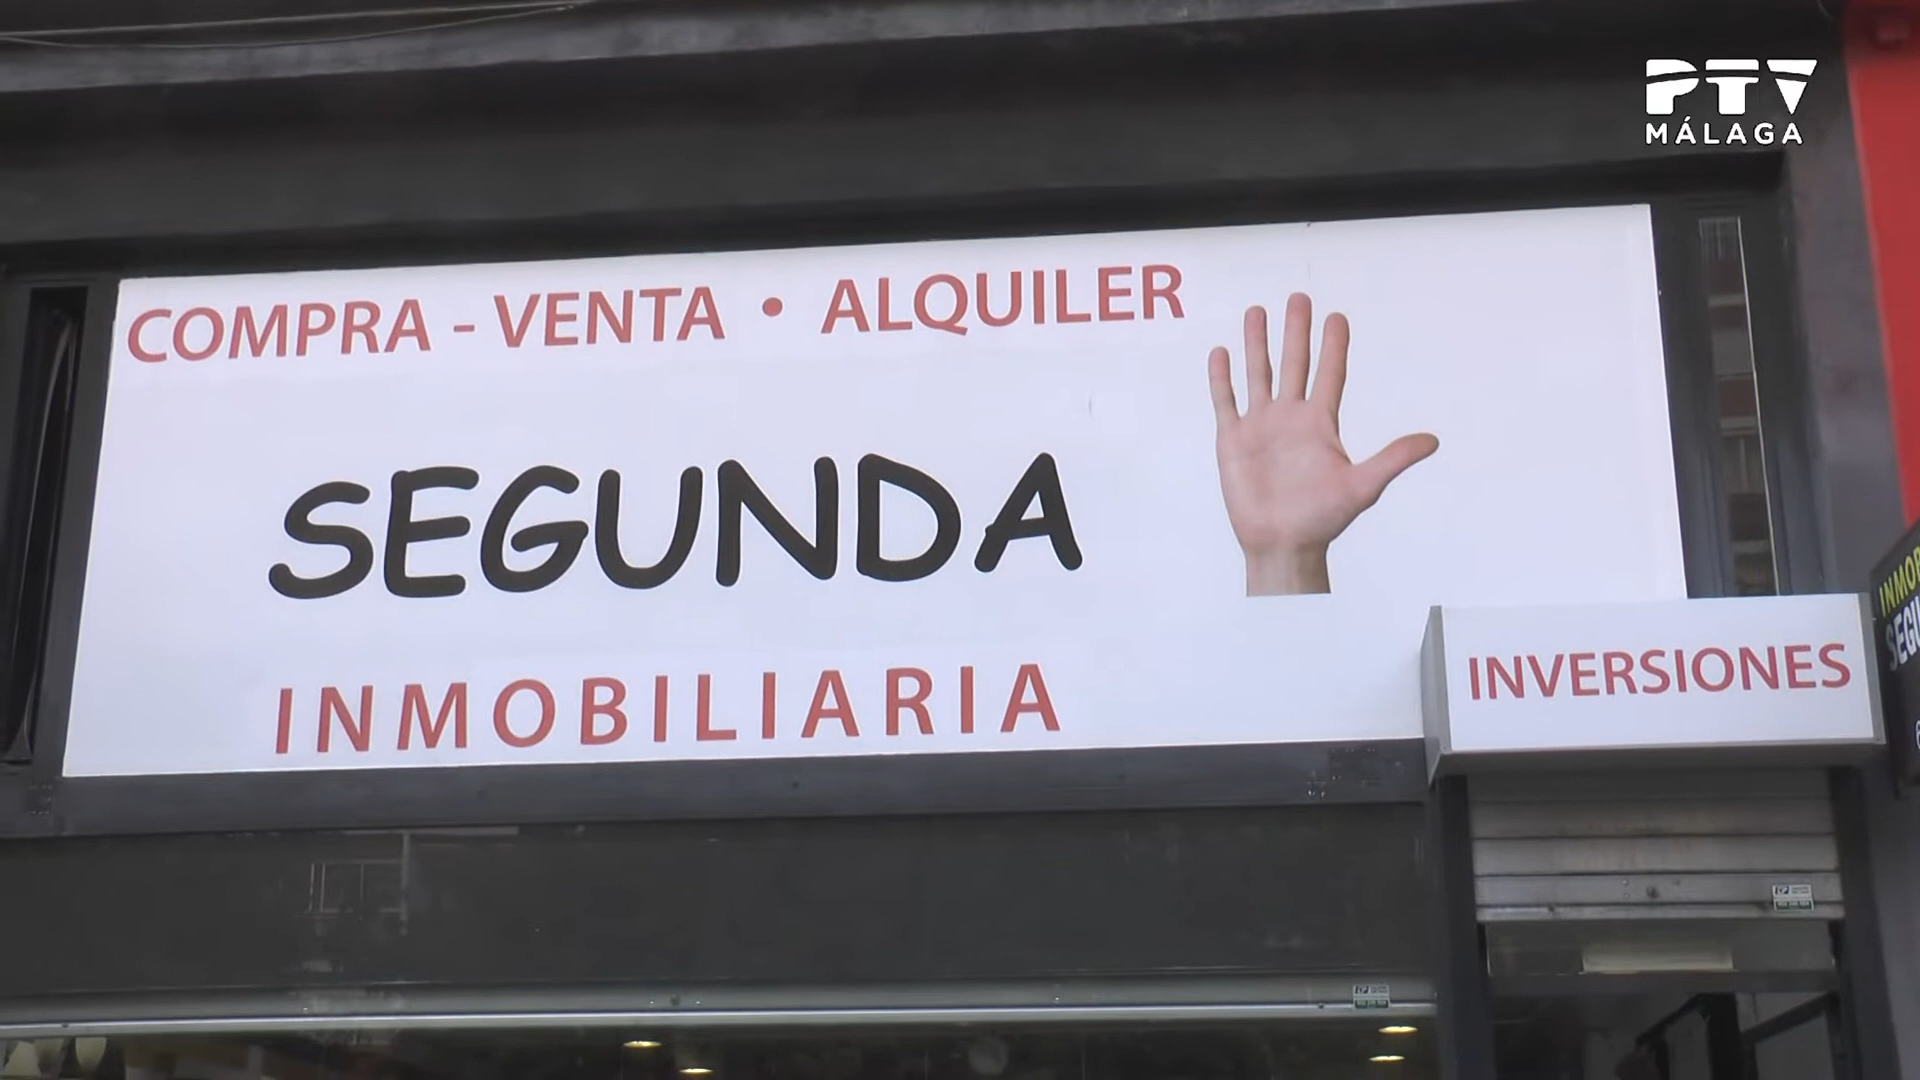 PTV
MÁLAGA
COMPRA - VENTA • ALQUILER
SEGUNDA
INMOBILIARIA
INVERSIONES